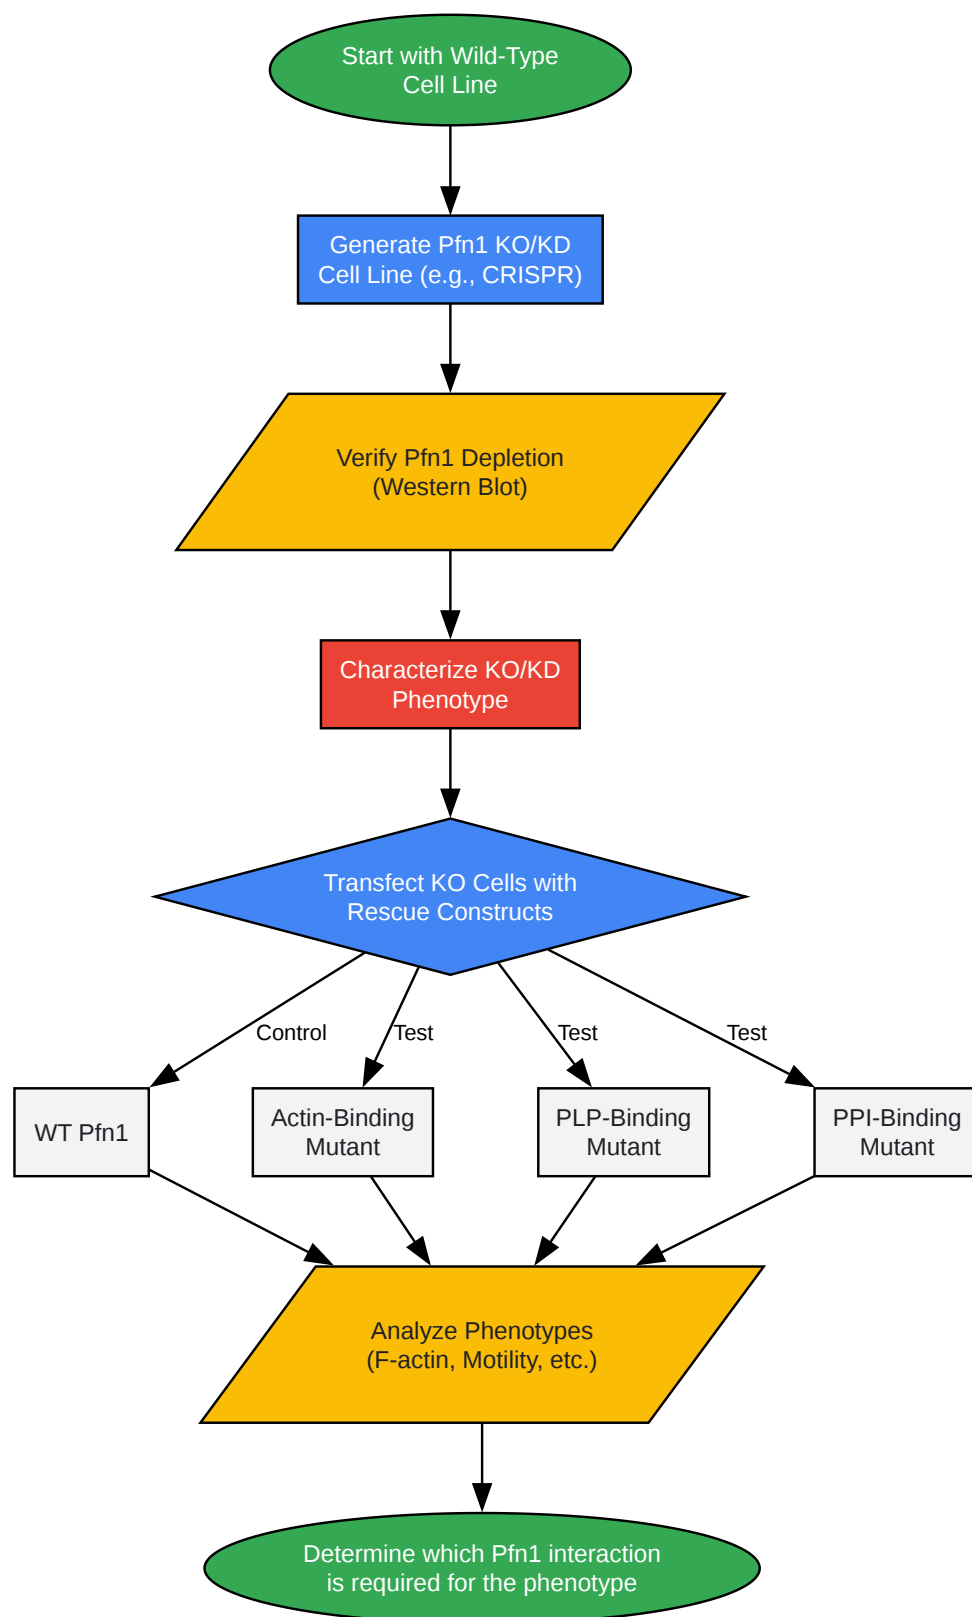 Start with Wild-Type
Cell Line
Generate Pfn1 KO/KD
Cell Line (e.g., CRISPR)
Verify Pfn1 Depletion
(Western Blot)
Characterize KO/KD
Phenotype
Transfect KO Cells with
Rescue Constructs
Control
Test
Test
Test
WT Pfn1
Actin-Binding
Mutant
PLP-Binding
Mutant
PPI-Binding
Mutant
Analyze Phenotypes
(F-actin, Motility, etc.)
Determine which Pfn1 interaction
is required for the phenotype